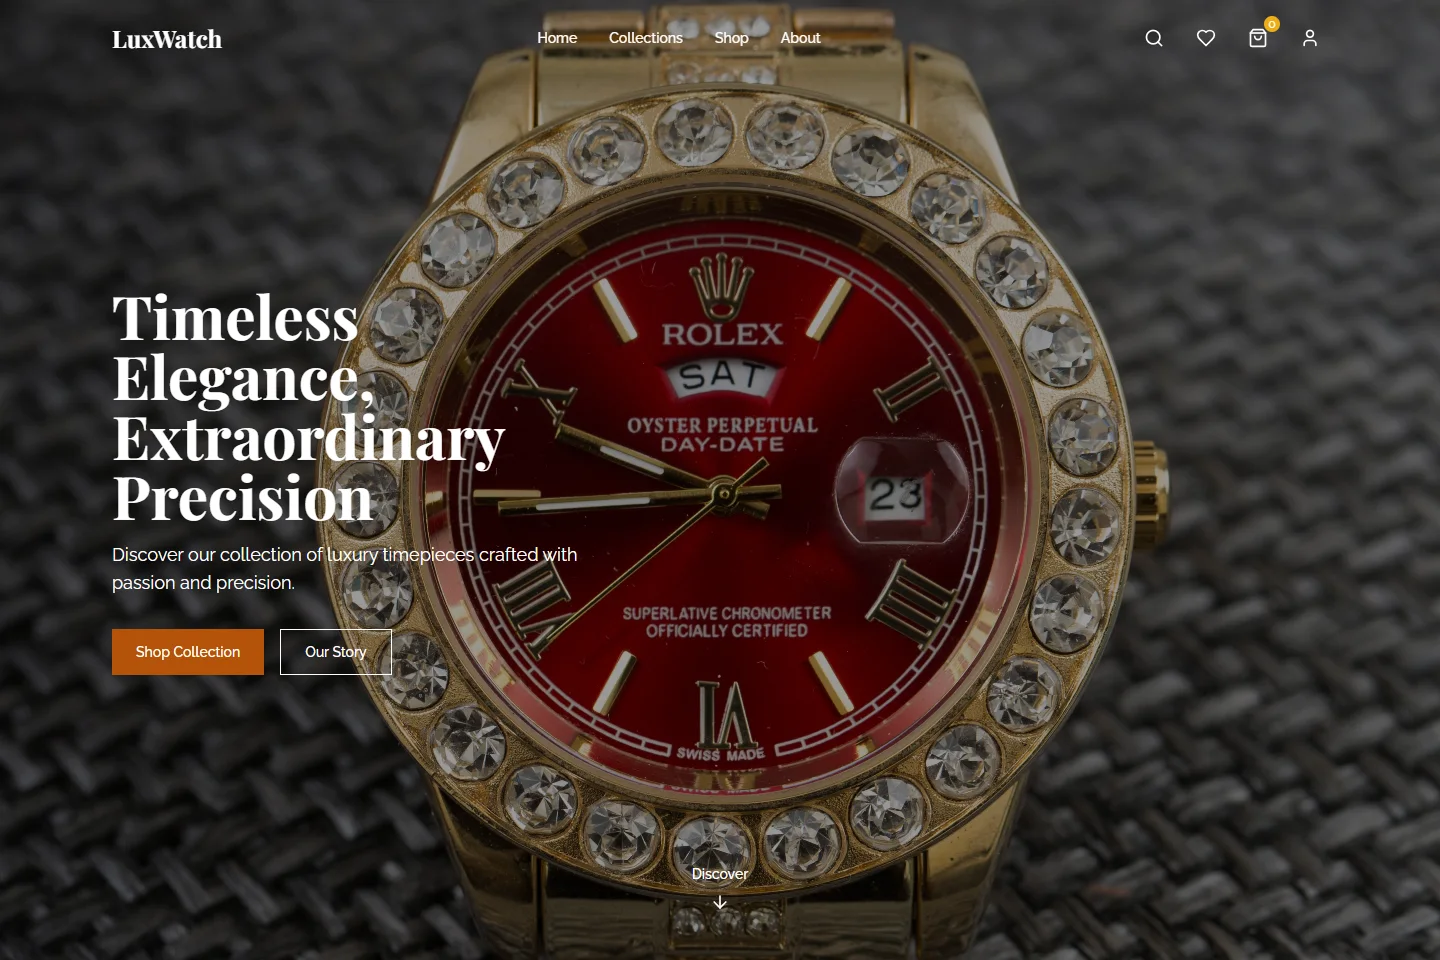 LuxWatch
Home
Collections
Shop
About
0
ROLEX
SAT
OYSTER PERPETUAL
DAY-DATE
23
Timeless
Elegance,
Extraordinary
Precision
Discover our collection of luxury timepieces crafted with
passion and precision.
Shop Collection
Our Story
SUPERLATIVE CHRONOMETER
OFFICIALLY CERTIFIED
SWISS MADE
Discover